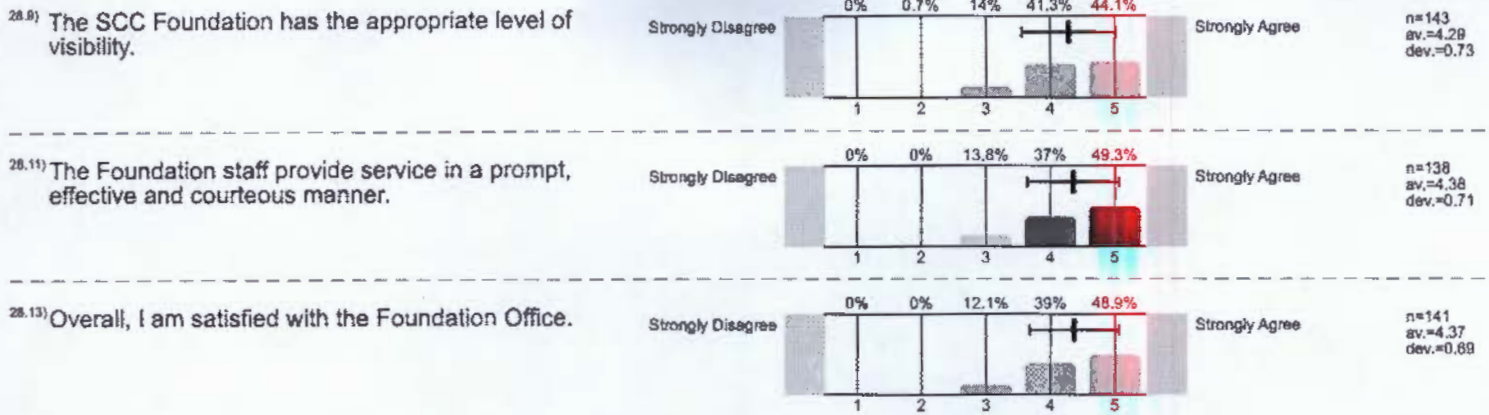 0% 0.7% 14% 41.3% 44.1%
28.9) The SCC Foundation has the appropriate level of
visibility.
Strongly Disagree
Strongly Agree
n=143
av.=4.29
dev.=0.73
1 2 3 4 5
0% 0% 13.8% 37% 49.3%
28.11) The Foundation staff provide service in a prompt,
effective and courteous manner.
Strongly Disagree
Strongly Agree
n=138
av.=4.38
dev.=0.71
1 2 3 4 5
0% 0% 12.1% 39% 48.9%
28.13) Overall, I am satisfied with the Foundation Office.
Strongly Disagree
Strongly Agree
n=141
av.=4.37
dev.=0.69
1 2 3 4 5